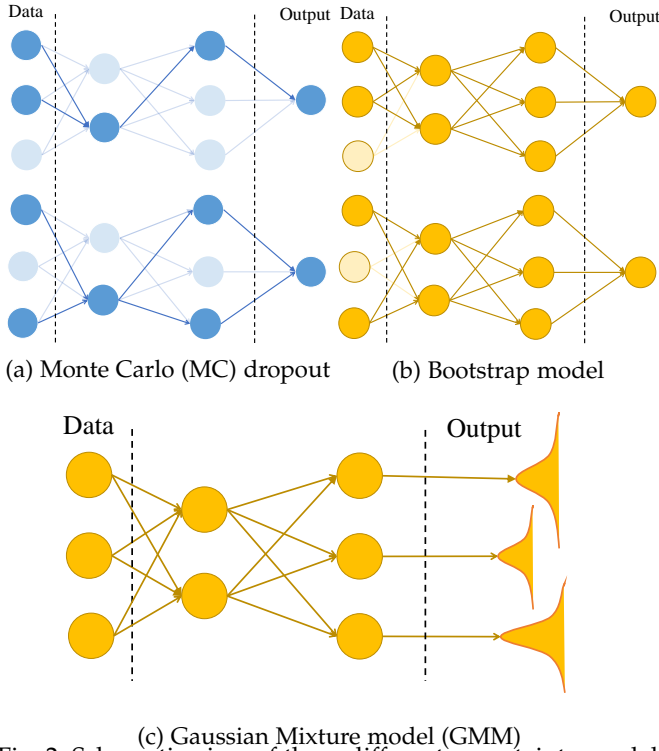 Data
Output
Data
Output
(a) Monte Carlo (MC) dropout
(b) Bootstrap model
Data
Output
(c) Gaussian Mixture model (GMM)